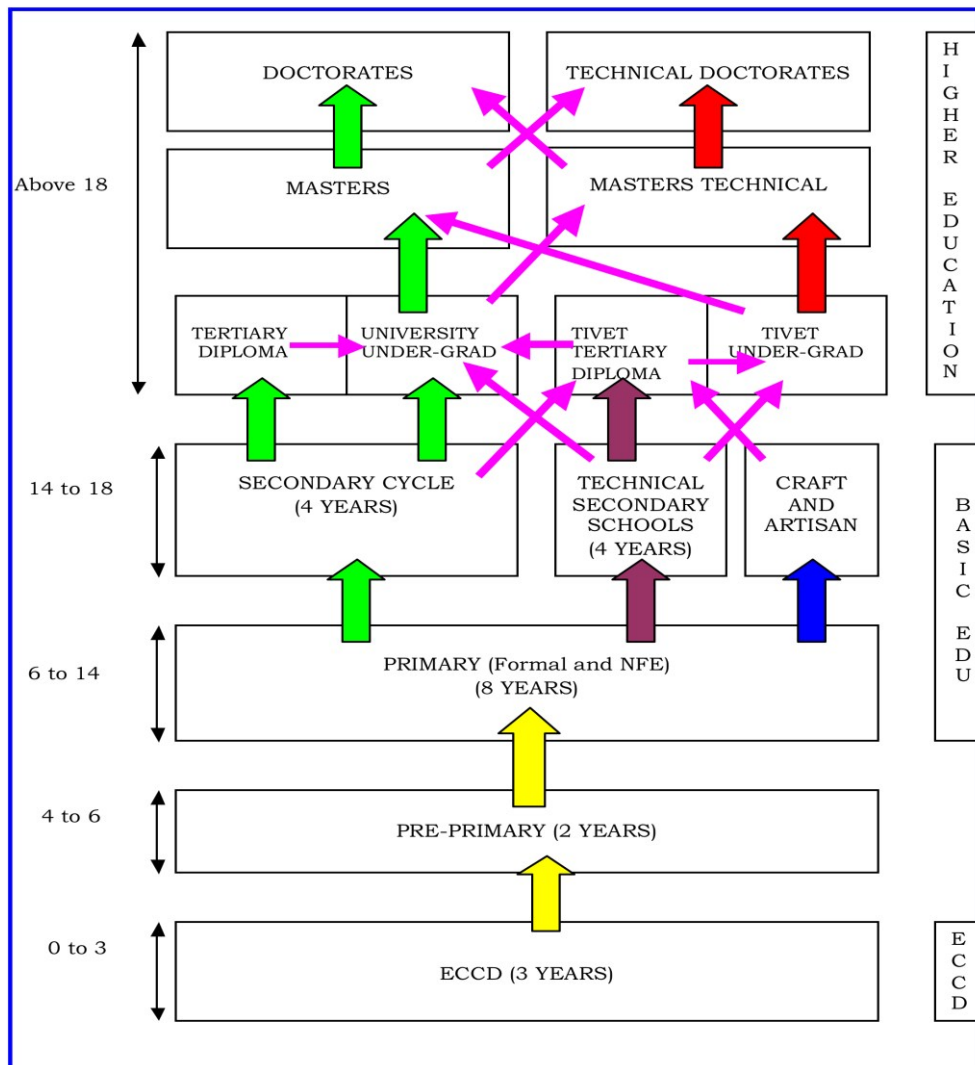 DOCTORATES
TECHNICAL DOCTORATES
Above 18
MASTERS
MASTERS TECHNICAL
TERTIARY
DIPLOMA
UNIVERSITY
UNDER-GRAD
TIVET
TERTIARY
DIPLOMA
TIVET
UNDER-GRAD
HIGHER EDUCATION
14 to 18
SECONDARY CYCLE
(4 YEARS)
TECHNICAL
SECONDARY
SCHOOLS
(4 YEARS)
CRAFT
AND
ARTISAN
6 to 14
PRIMARY (Formal and NFE)
(8 YEARS)
BASIC EDU
4 to 6
PRE-PRIMARY (2 YEARS)
0 to 3
ECCD (3 YEARS)
ECCD